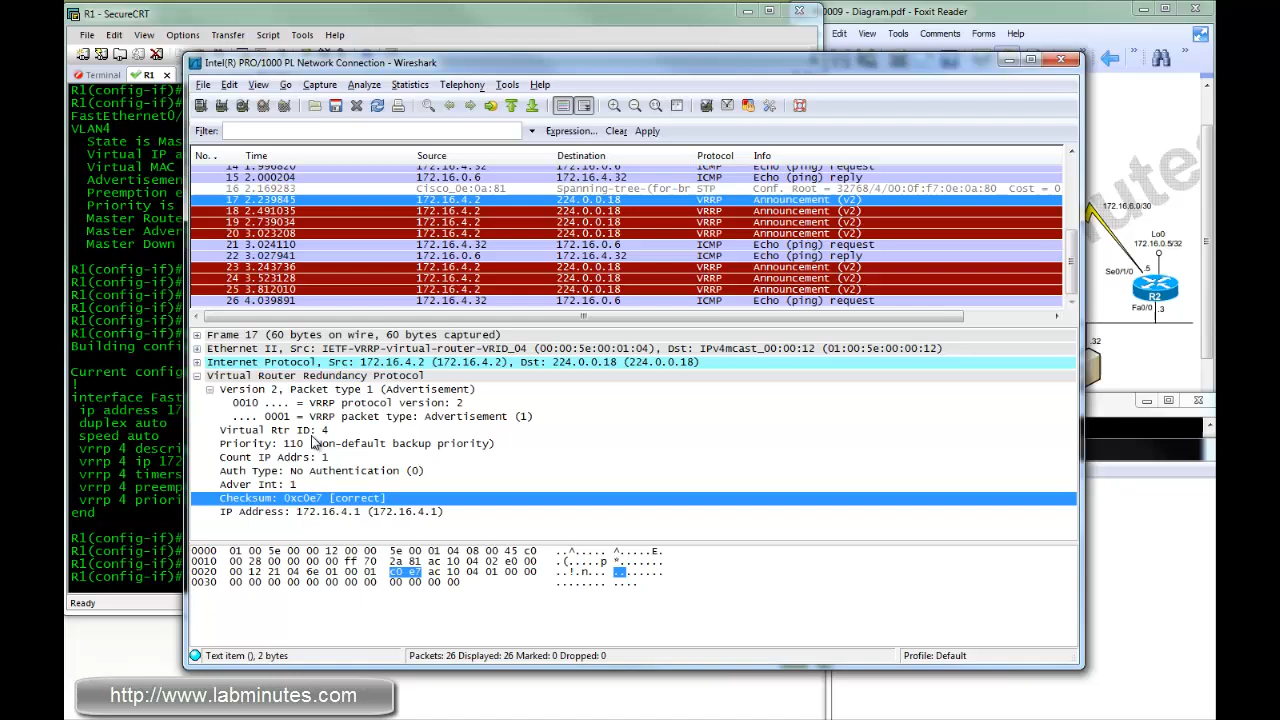 R1 - SecureCRT
File Edit View Options Transfer Script Tools Help
Terminal R1
R1(config-if)#
R1(config-if)#
FastEthernet0/
VLAN4
State is Mas
Virtual IP a
Virtual MAC
Advertisemen
Preemption e
Priority is
Master Route
Master Adver
Master Down
R1(config-if)#
R1(config-if)#
R1(config-if)#
R1(config-if)#
R1(config-if)#
R1(config-if)#
Building confi
Current config
!
interface Fast
ip address 17
duplex auto
speed auto
vrrp 4 descri
vrrp 4 ip 172
vrrp 4 timers
vrrp 4 preemp
vrrp 4 priori
end
R1(config-if)#
R1(config-if)#
R1(config-if)#
R1(config-if)#
Ready
0009 - Diagram.pdf - Foxit Reader
Edit View Tools Comments Forms Help
Intel(R) PRO/1000 PL Network Connection - Wireshark
File Edit View Go Capture Analyze Statistics Telephony Tools Help
Filter: Expression... Clear Apply
No. . Time Source Destination Protocol Info
14 1.996820 172.16.4.32 172.16.0.6 ICMP Echo (ping) request
15 2.000204 172.16.0.6 172.16.4.32 ICMP Echo (ping) reply
16 2.169283 Cisco_0e:0a:81 Spanning-tree-(for-br STP Conf. Root = 32768/4/00:0f:f7:0e:0a:80 Cost = 0
17 2.239845 172.16.4.2 224.0.0.18 VRRP Announcement (v2)
18 2.491035 172.16.4.2 224.0.0.18 VRRP Announcement (v2)
19 2.739034 172.16.4.2 224.0.0.18 VRRP Announcement (v2)
20 3.023208 172.16.4.2 224.0.0.18 VRRP Announcement (v2)
21 3.024110 172.16.4.32 172.16.0.6 ICMP Echo (ping) request
22 3.027941 172.16.0.6 172.16.4.32 ICMP Echo (ping) reply
23 3.243736 172.16.4.2 224.0.0.18 VRRP Announcement (v2)
24 3.523128 172.16.4.2 224.0.0.18 VRRP Announcement (v2)
25 3.812010 172.16.4.2 224.0.0.18 VRRP Announcement (v2)
26 4.039891 172.16.4.32 172.16.0.6 ICMP Echo (ping) request
Frame 17 (60 bytes on wire, 60 bytes captured)
Ethernet II, Src: IETF-VRRP-virtual-router-VRID_04 (00:00:5e:00:01:04), Dst: IPv4mcast_00:00:12 (01:00:5e:00:00:12)
Internet Protocol, Src: 172.16.4.2 (172.16.4.2), Dst: 224.0.0.18 (224.0.0.18)
Virtual Router Redundancy Protocol
Version 2, Packet type 1 (Advertisement)
0010 .... = VRRP protocol version: 2
.... 0001 = VRRP packet type: Advertisement (1)
Virtual Rtr ID: 4
Priority: 110 (Non-default backup priority)
Count IP Addrs: 1
Auth Type: No Authentication (0)
Adver Int: 1
Checksum: 0xc0e7 [correct]
IP Address: 172.16.4.1 (172.16.4.1)
0000 01 00 5e 00 00 12 00 00 5e 00 01 04 08 00 45 c0 ..^..... ^.....E.
0010 00 28 00 00 00 00 ff 70 2a 81 ac 10 04 02 e0 00 .(.....p *.......
0020 00 12 21 04 6e 01 00 01 c0 e7 ac 10 04 01 00 00 ..!.n... ........
0030 00 00 00 00 00 00 00 00 00 00 00 00 ........ ....
Text item (), 2 bytes Packets: 26 Displayed: 26 Marked: 0 Dropped: 0 Profile: Default
utes
172.16.6.0/30
Lo0
172.16.0.5/32
Se0/1/0
.5
R2
Fa0/0
.3
.32
http://www.labminutes.com